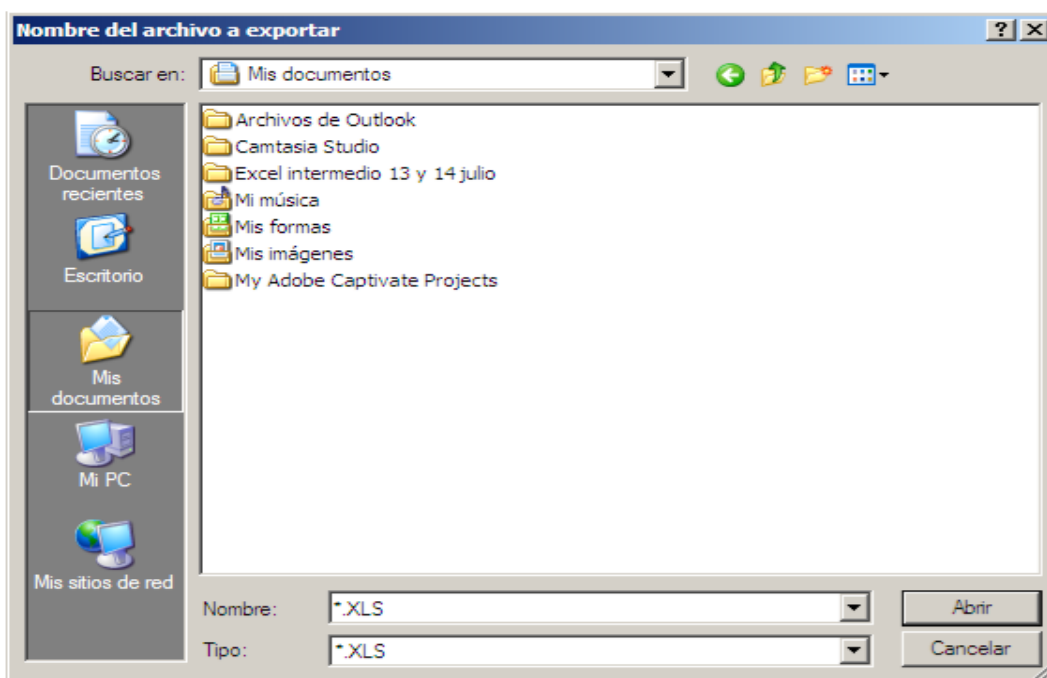 Nombre del archivo a exportar
Buscar en:
Mis documentos
Documentos
recientes
Escritorio
Mis
documentos
Mi PC
Mis sitios de red
Archivos de Outlook
Camtasia Studio
Excel intermedio 13 y 14 julio
Mi música
Mis formas
Mis imágenes
My Adobe Captivate Projects
Nombre:
*.XLS
Abrir
Tipo:
*.XLS
Cancelar